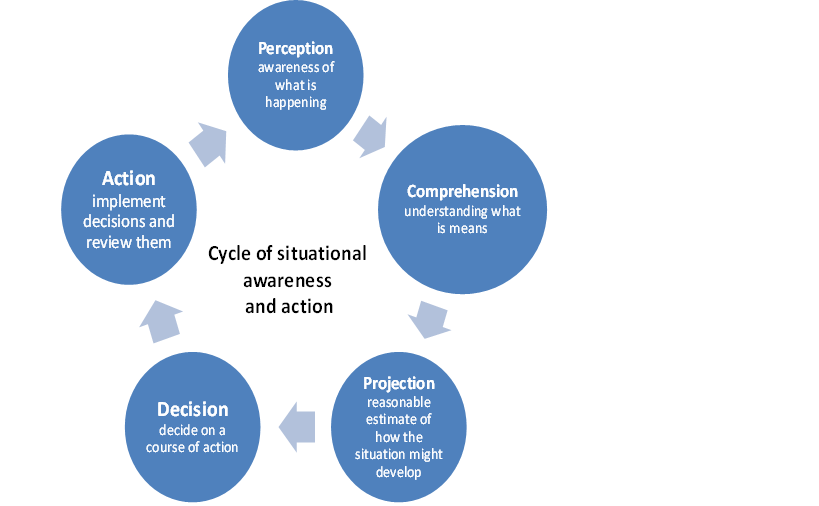 Perception
awareness of
what is
happening
Comprehension
understanding what
is means
Projection
reasonable
estimate of
how the
situation might
develop
Decision
decide on a
course of action
Action
implement
decisions and
review them
Cycle of situational
awareness
and action